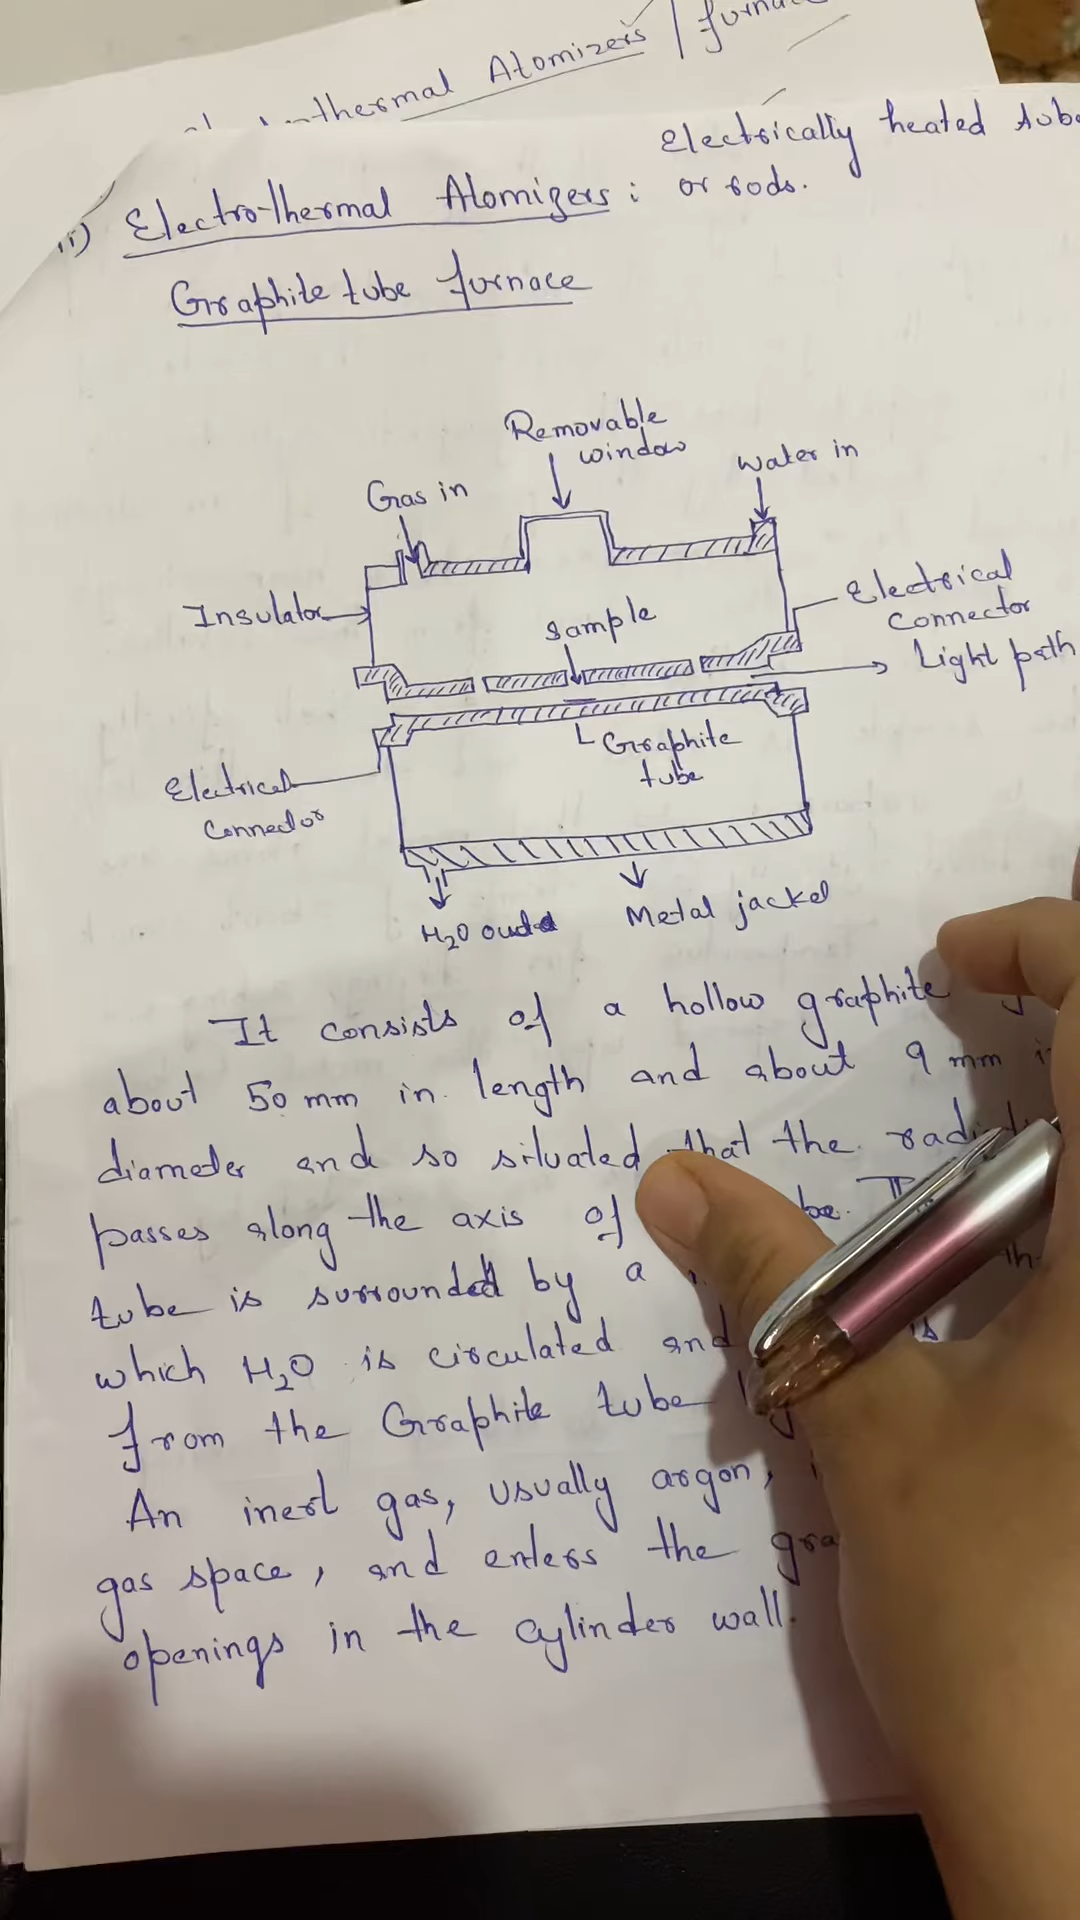 thermal Atomizers /
Electrically heated
ii) Electrothermal Atomizers : or rods.
Graphite tube furnace
Removable
window
Water in
Gas in
Electrical
Connector
Insulator
Sample
Light path
Graphite
tube
Electrical
Connector
H2O out
Metal jacket
It consists of a hollow graphite
about 50 mm in length and about 9 mm
diameter and so situated that the
passes along the axis of
tube is surrounded by a
which H2O is circulated and
from the Graphite tube
An inert gas, usually argon,
gas space, and enters the
openings in the cylinder wall.